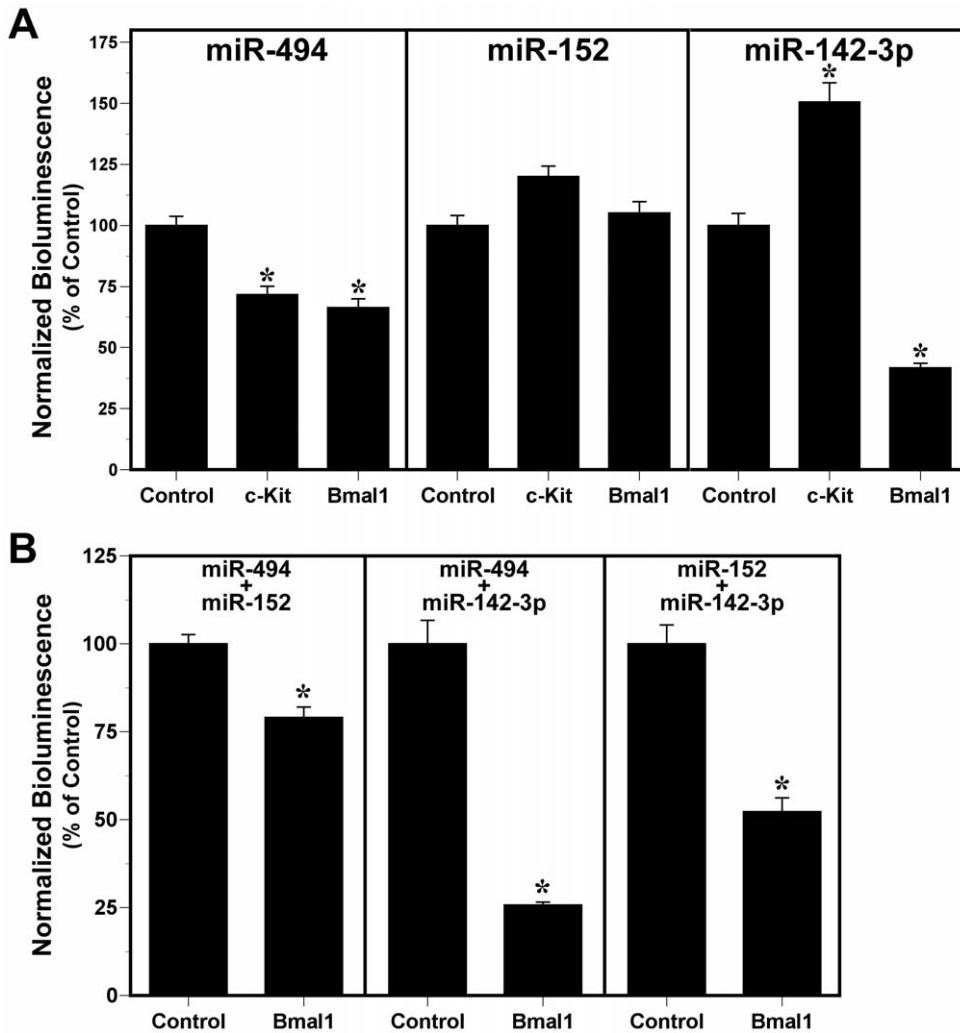 A
miR-494
miR-152
miR-142-3p
Normalized Bioluminescence
(% of Control)
175
150
125
100
75
50
25
0
*
*
*
*
Control c-Kit Bmal1
Control c-Kit Bmal1
Control c-Kit Bmal1
B
miR-494
+
miR-152
miR-494
+
miR-142-3p
miR-152
+
miR-142-3p
Normalized Bioluminescence
(% of Control)
125
100
75
50
25
0
*
*
*
Control Bmal1
Control Bmal1
Control Bmal1